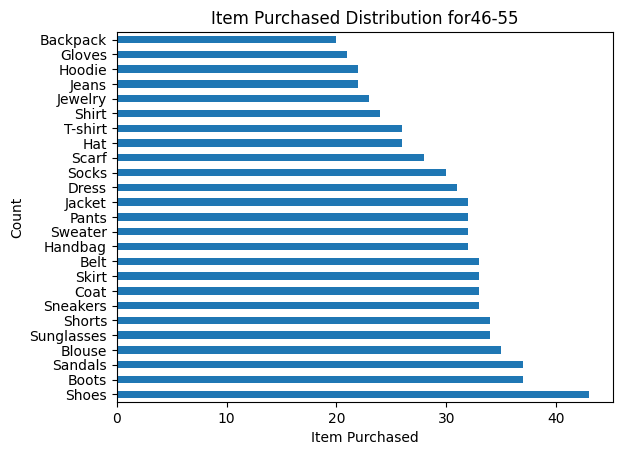 Item Purchased Distribution for46-55
Backpack
Gloves
Hoodie
Jeans
Jewelry
Shirt
T-shirt
Hat
Scarf
Socks
Dress
Jacket
Pants
Sweater
Handbag
Belt
Skirt
Coat
Sneakers
Shorts
Sunglasses
Blouse
Sandals
Boots
Shoes
Count
0 10 20 30 40
Item Purchased